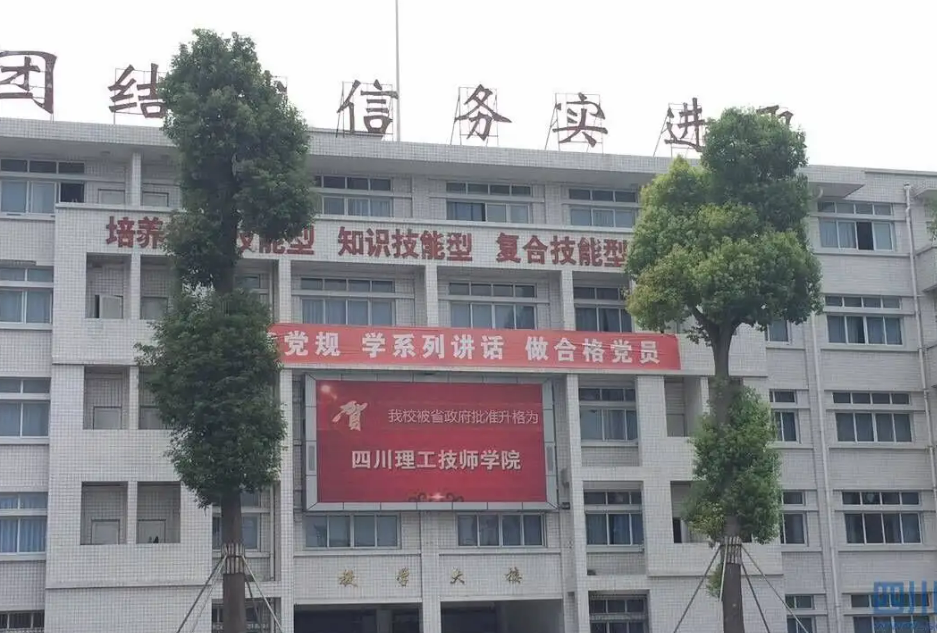 团结 信务实进
培养 技能型 知识技能型 复合技能型
党规 学系列讲话 做合格党员
贺
我校被省政府批准升格为
四川理工技师学院
教学大楼
四川